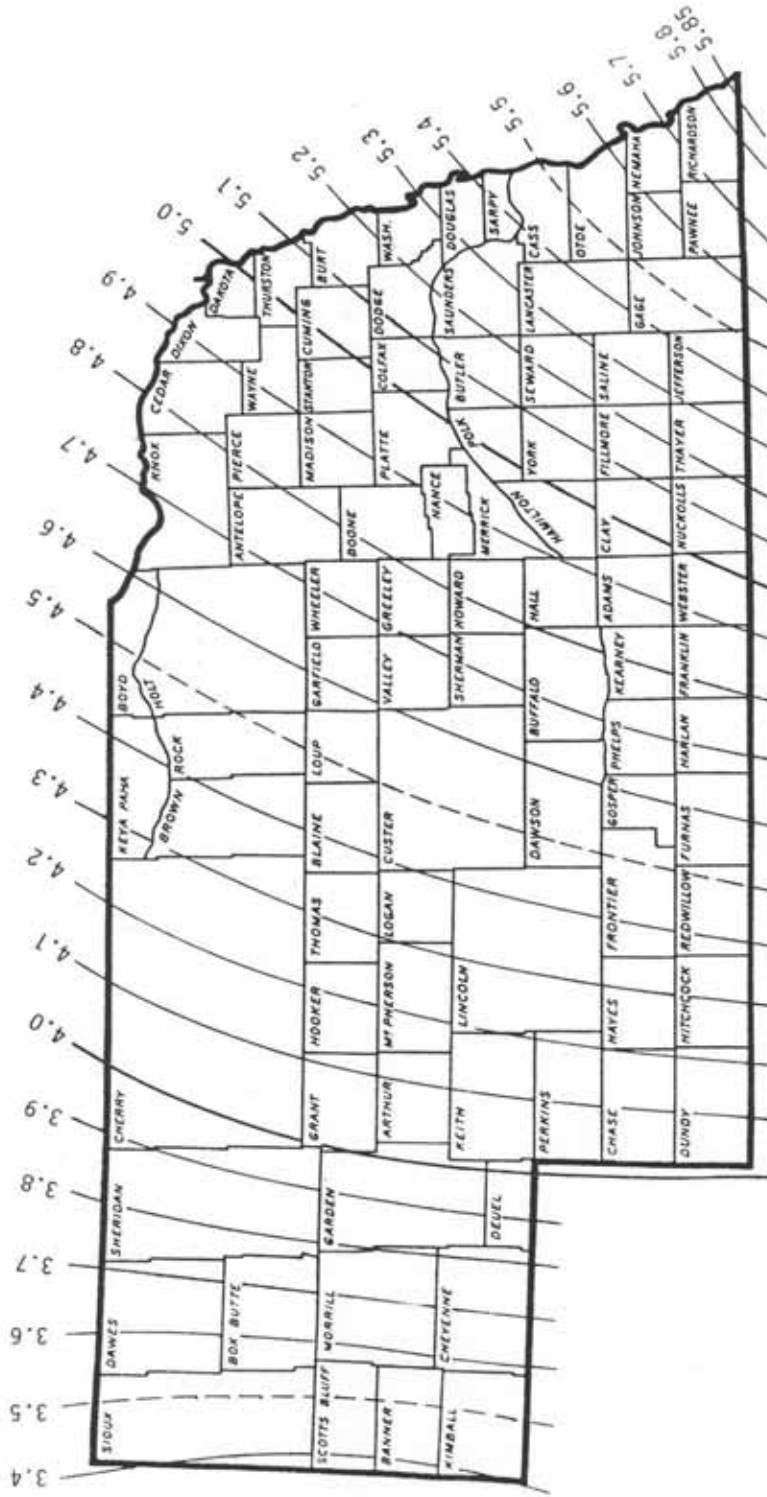 3.4
3.5
3.6
3.7
3.8
3.9
4.0
4.1
4.2
4.3
4.4
4.5
4.6
4.7
4.8
4.9
5.0
5.1
5.2
5.3
5.4
5.5
5.6
5.7
5.8
5.85
SIOUX
DAWES
SHERIDAN
CHERRY
KEYA PAHA
BOYD
BROWN
ROCK
HOLT
KNOX
CEDAR
DIXON
DAKOTA
BOX BUTTE
ANTELOPE
PIERCE
WAYNE
THURSTON
SCOTTS BLUFF
MORRILL
GARDEN
GRANT
HOOKER
THOMAS
BLAINE
LOUP
GARFIELD
WHEELER
BOONE
MADISON
STANTON
CUMING
BURT
BANNER
ARTHUR
Mc PHERSON
LOGAN
CUSTER
VALLEY
GREELEY
PLATTE
COLFAX
DODGE
WASH.
KIMBALL
CHEYENNE
DEUEL
KEITH
LINCOLN
SHERMAN
HOWARD
NANCE
MERRICK
POLK
BUTLER
SAUNDERS
DOUGLAS
SARPY
PERKINS
DAWSON
BUFFALO
HALL
HAMILTON
YORK
SEWARD
LANCASTER
CASS
OTOE
CHASE
HAYES
FRONTIER
GOSPER
PHELPS
KEARNEY
ADAMS
CLAY
FILLMORE
SALINE
GAGE
JOHNSON
NEMAHA
DUNDY
HITCHCOCK
REDWILLOW
FURNAS
HARLAN
FRANKLIN
WEBSTER
NUCKOLLS
THAYER
JEFFERSON
PAWNEE
RICHARDSON